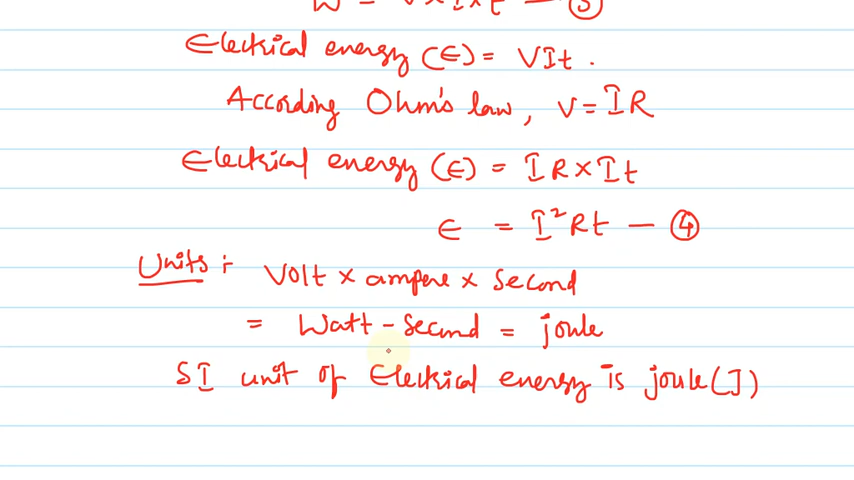 W = V×I×t — ③
Electrical energy (E) = VIt.
According Ohm's law, V = IR
Electrical energy (E) = IR×It
E = I²Rt — ④
Units :- Volt × ampere × second
= Watt-second = joule
SI unit of Electrical energy is joule(J)